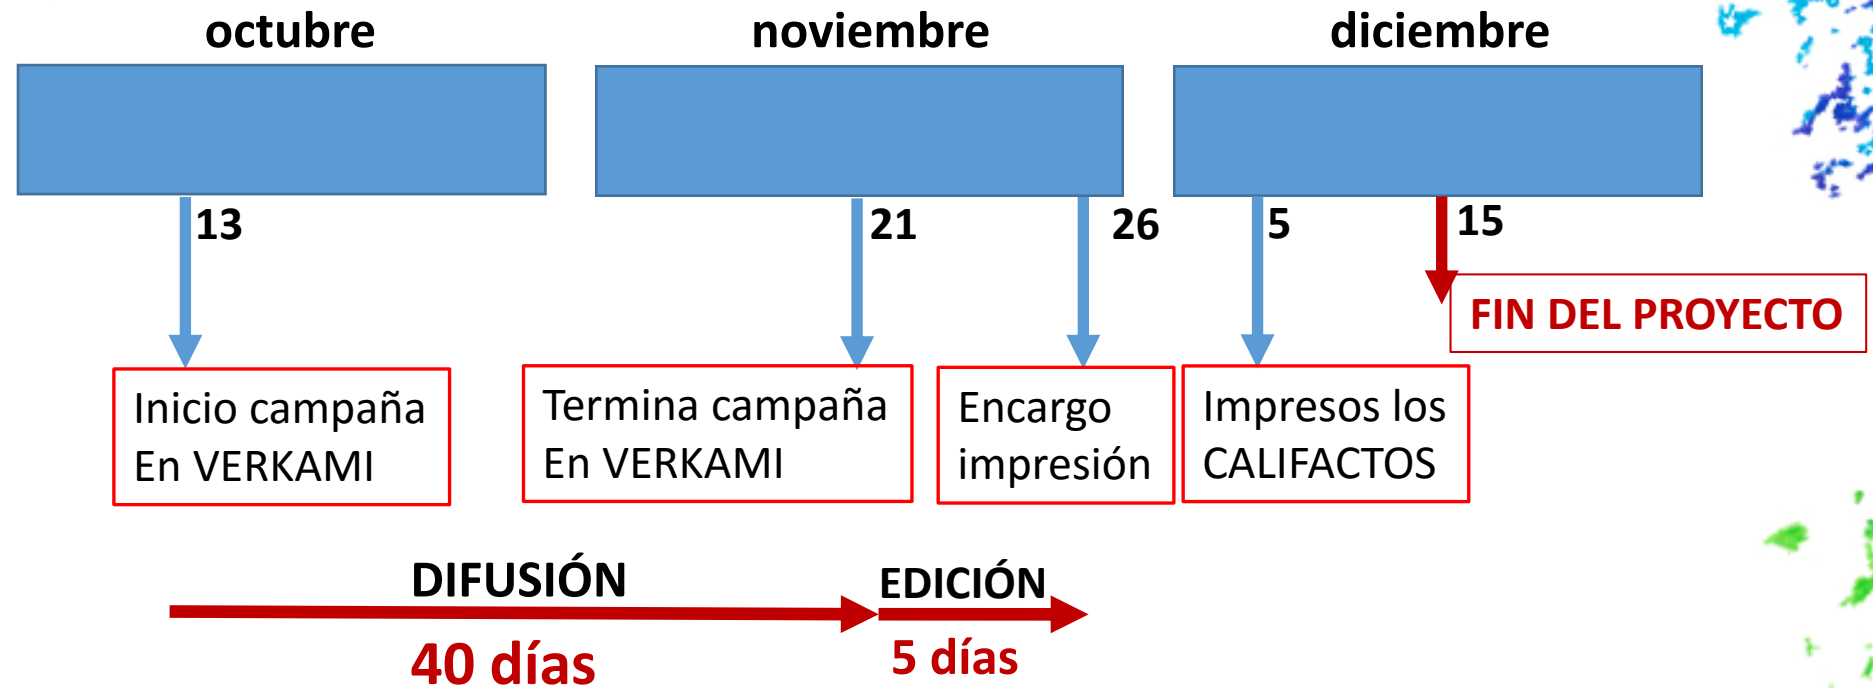 octubre
noviembre
diciembre
13
21
26
5
15
FIN DEL PROYECTO
Inicio campaña
En VERKAMI
Termina campaña
En VERKAMI
Encargo
impresión
Impresos los
CALIFACTOS
DIFUSIÓN
EDICIÓN
40 días
5 días